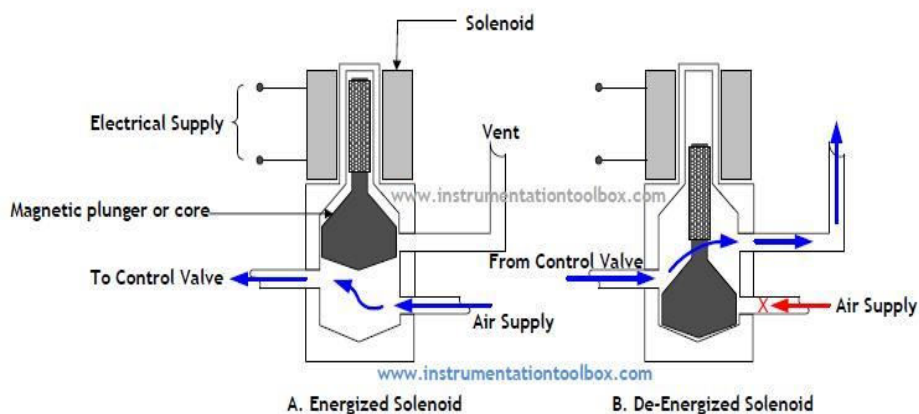 Solenoid
Electrical Supply
Vent
www.instrumentationtoolbox.com
Magnetic plunger or core
To Control Valve
Air Supply
From Control Valve
X
Air Supply
www.instrumentationtoolbox.com
A. Energized Solenoid
B. De-Energized Solenoid